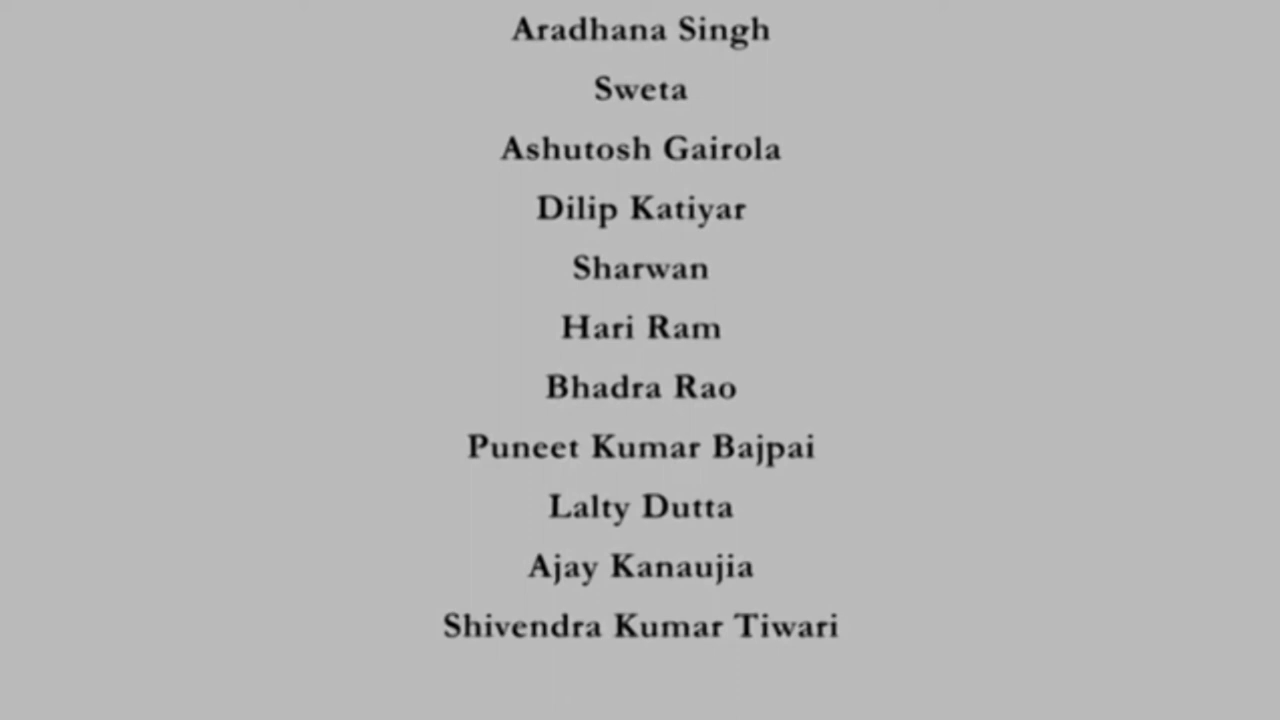 Aradhana Singh
Sweta
Ashutosh Gairola
Dilip Katiyar
Sharwan
Hari Ram
Bhadra Rao
Puneet Kumar Bajpai
Lalty Dutta
Ajay Kanaujia
Shivendra Kumar Tiwari